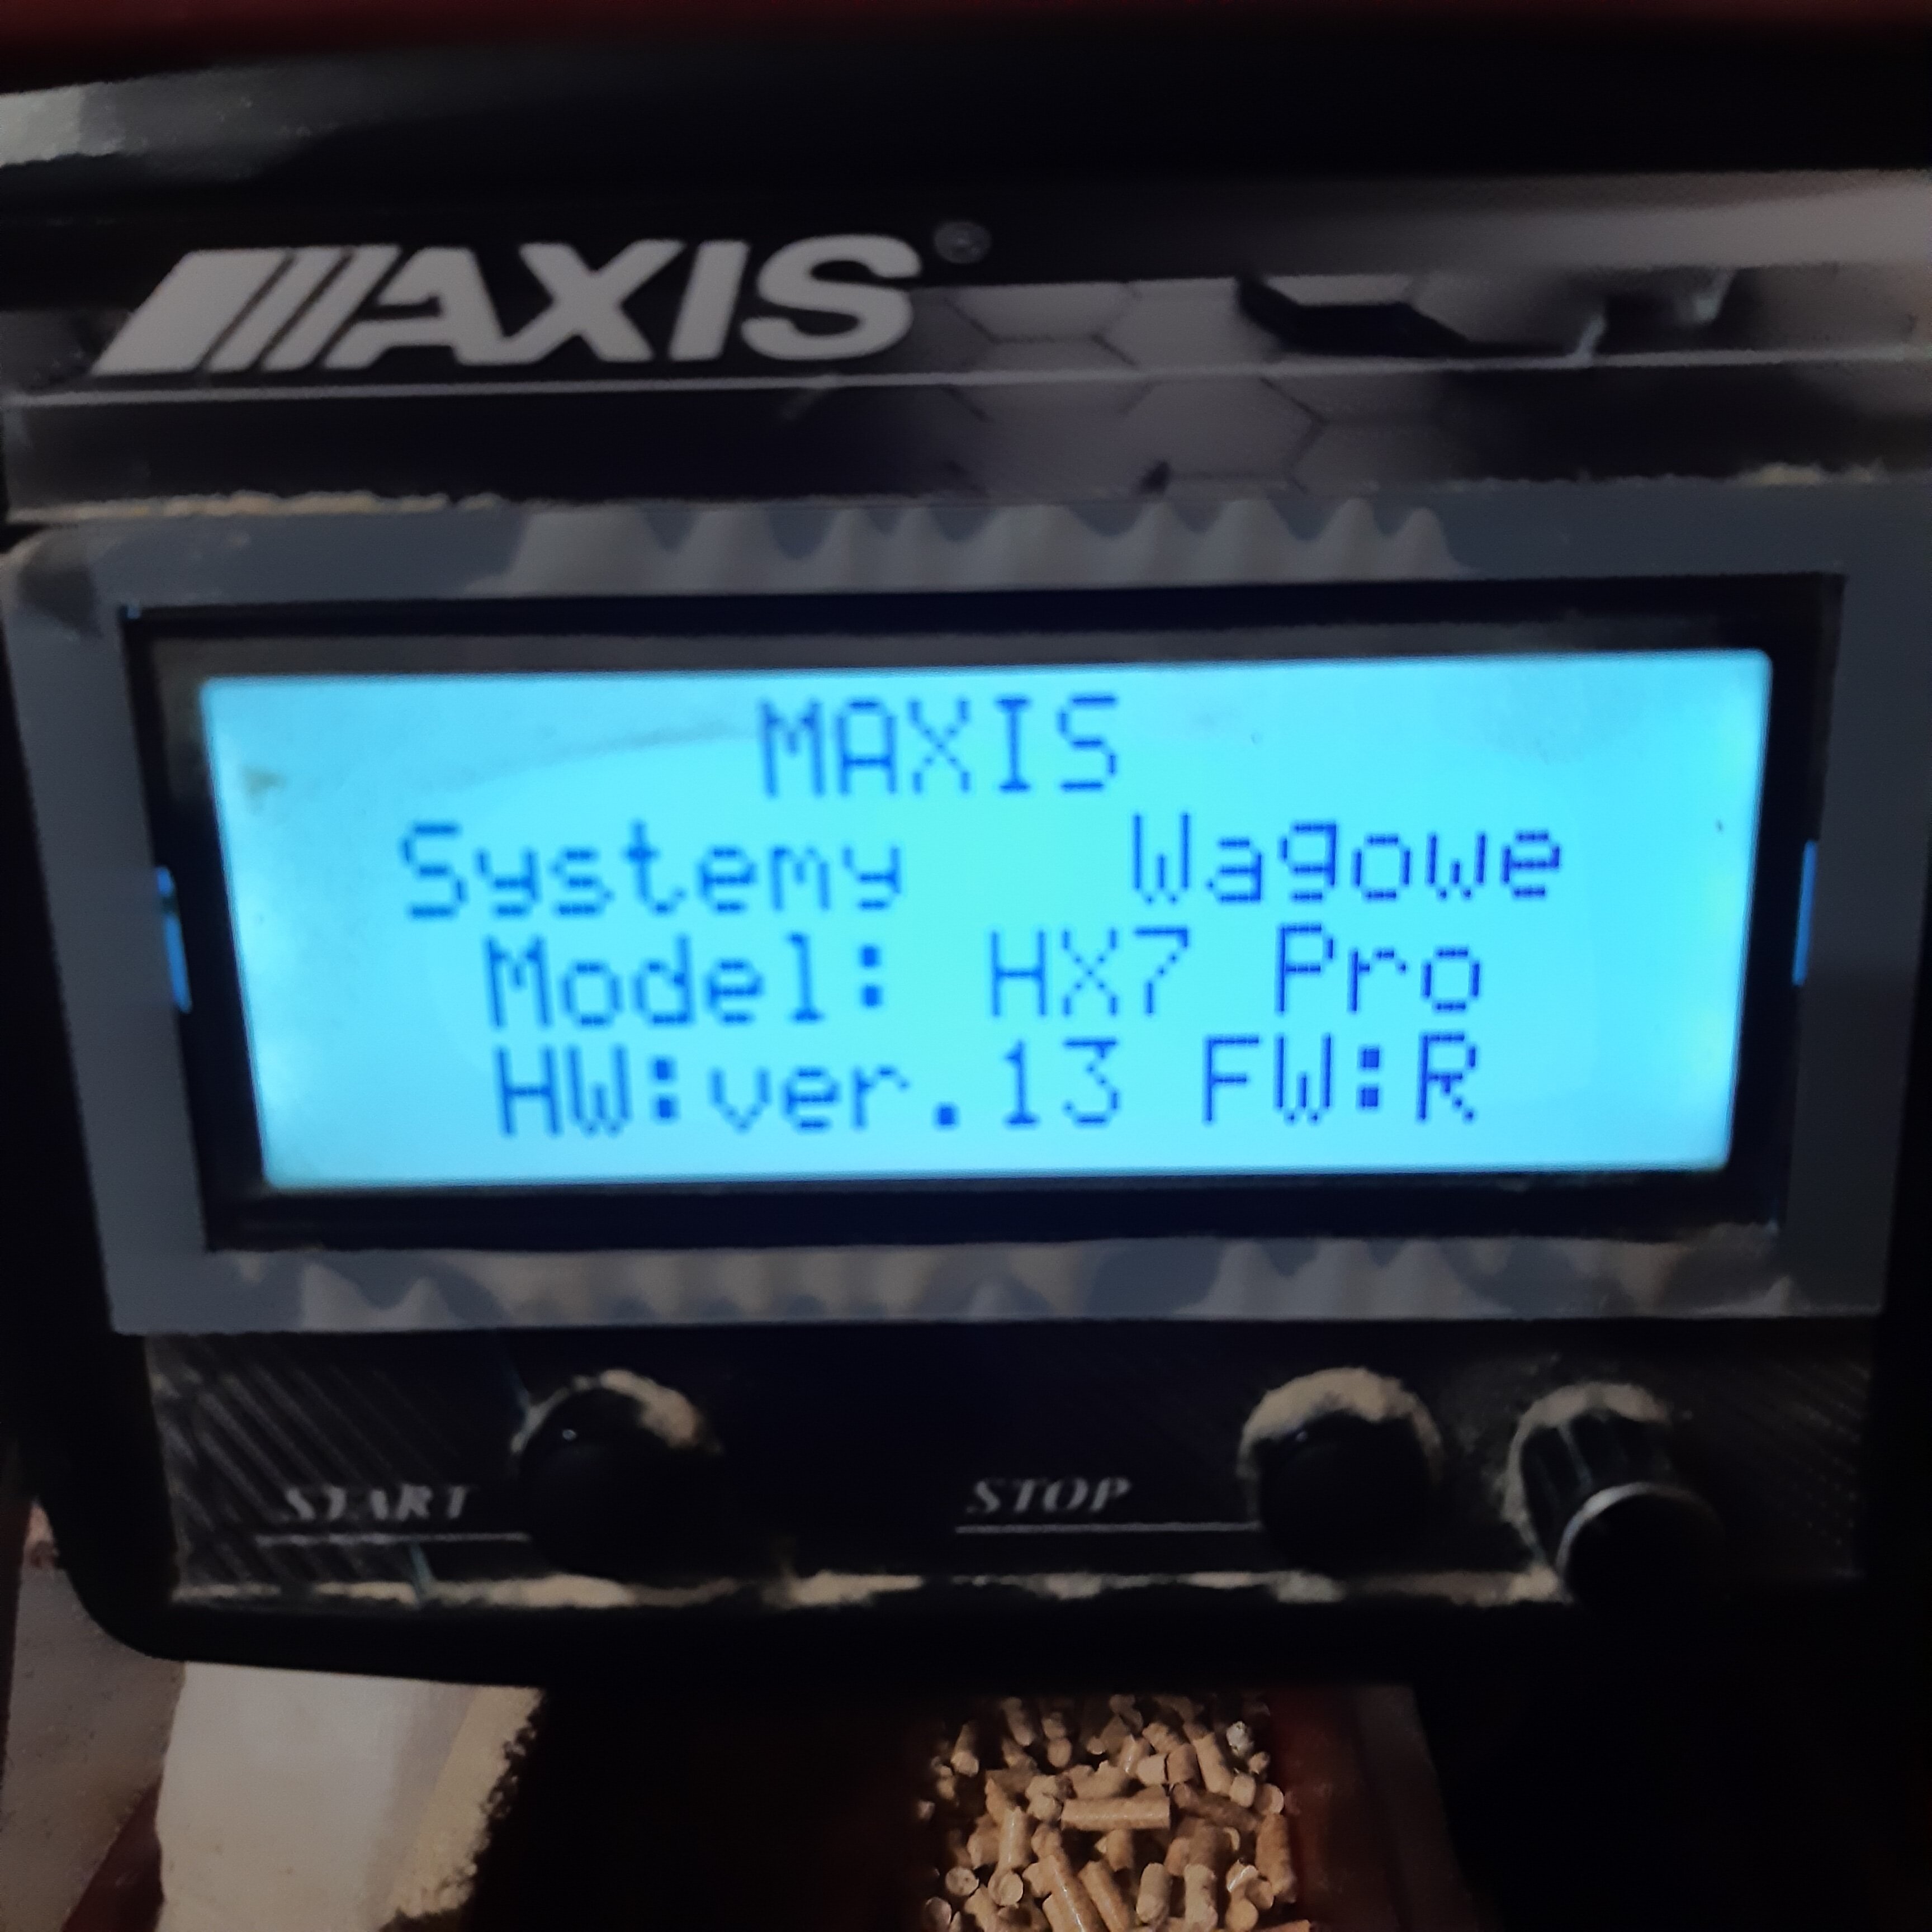 MAXIS
MAXIS
Systemy Wagowe
Model: HX7 Pro
HW:ver.13 FW:R
START
STOP